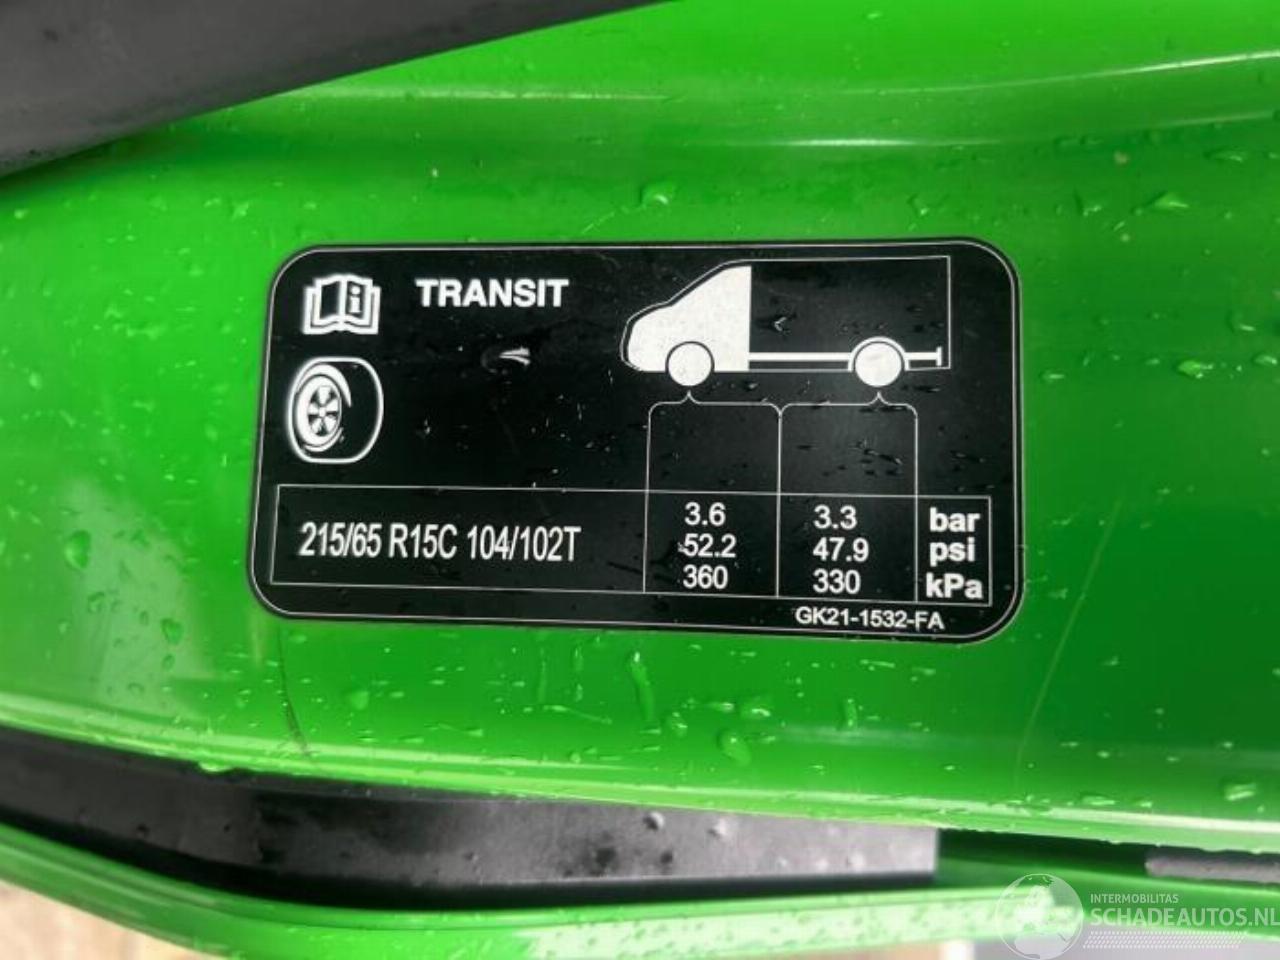 i TRANSIT
215/65 R15C 104/102T
3.6 3.3 bar
52.2 47.9 psi
360 330 kPa
GK21-1532-FA
INTERMOBILITAS
SCHADEAUTOS.NL